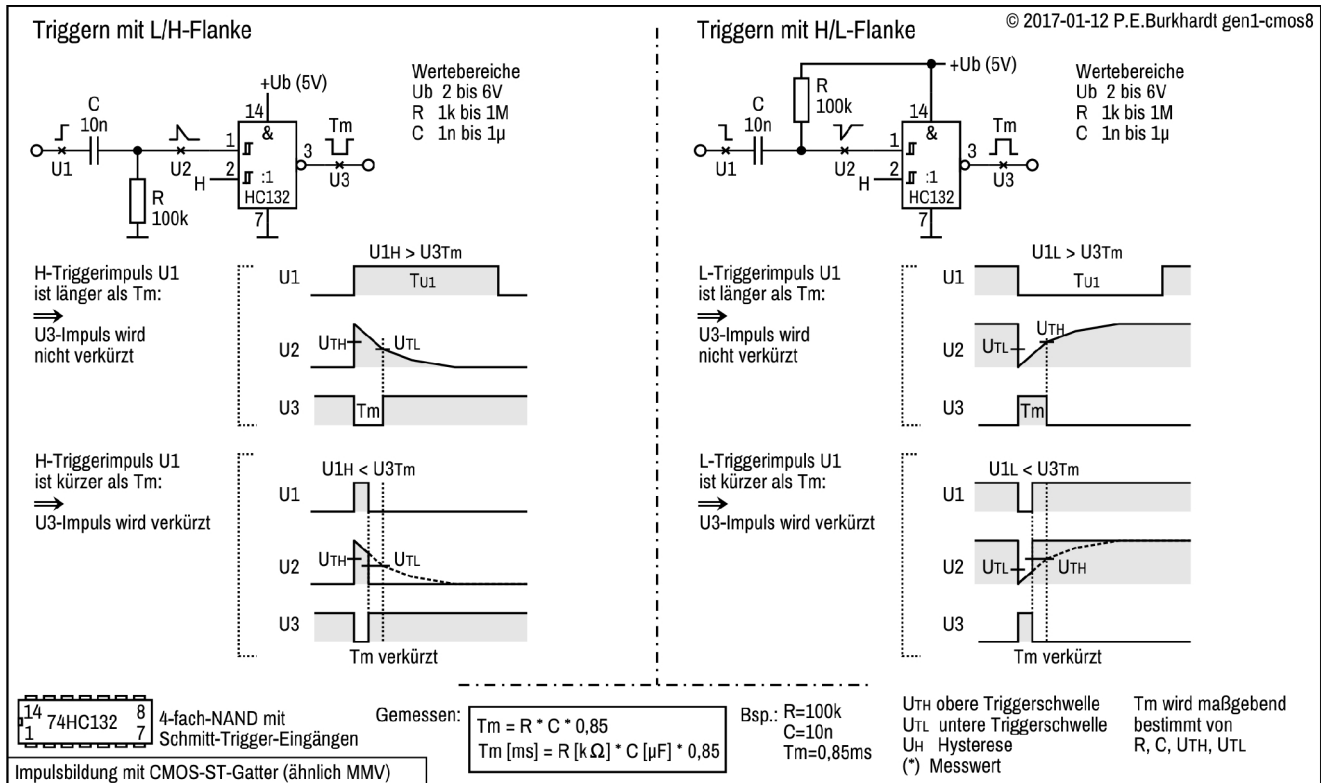 © 2017-01-12 P.E.Burkhardt gen1-cmos8
Triggern mit L/H-Flanke
+Ub (5V)
C
10n
14
&
1
2
:1
HC132
7
3
Tm
U1
U2
U3
H
R
100k
Wertebereiche
Ub 2 bis 6V
R 1k bis 1M
C 1n bis 1µ
H-Triggerimpuls U1
ist länger als Tm:
⇒
U3-Impuls wird
nicht verkürzt
U1H > U3Tm
U1
TU1
U2
UTH
UTL
U3
Tm
H-Triggerimpuls U1
ist kürzer als Tm:
⇒
U3-Impuls wird verkürzt
U1H < U3Tm
U1
U2
UTH
UTL
U3
Tm verkürzt
Triggern mit H/L-Flanke
+Ub (5V)
R
100k
C
10n
14
&
1
2
:1
HC132
7
3
Tm
U1
U2
U3
H
Wertebereiche
Ub 2 bis 6V
R 1k bis 1M
C 1n bis 1µ
L-Triggerimpuls U1
ist länger als Tm:
⇒
U3-Impuls wird
nicht verkürzt
U1L > U3Tm
U1
TU1
U2
UTL
UTH
U3
Tm
L-Triggerimpuls U1
ist kürzer als Tm:
⇒
U3-Impuls wird verkürzt
U1L < U3Tm
U1
U2
UTL
UTH
U3
Tm verkürzt
14 8
74HC132
1 7
4-fach-NAND mit
Schmitt-Trigger-Eingängen
Impulsbildung mit CMOS-ST-Gatter (ähnlich MMV)
Gemessen:
Tm = R * C * 0,85
Tm [ms] = R [kΩ] * C [µF] * 0,85
Bsp.: R=100k
C=10n
Tm=0,85ms
UTH obere Triggerschwelle
UTL untere Triggerschwelle
UH Hysterese
(*) Messwert
Tm wird maßgebend
bestimmt von
R, C, UTH, UTL